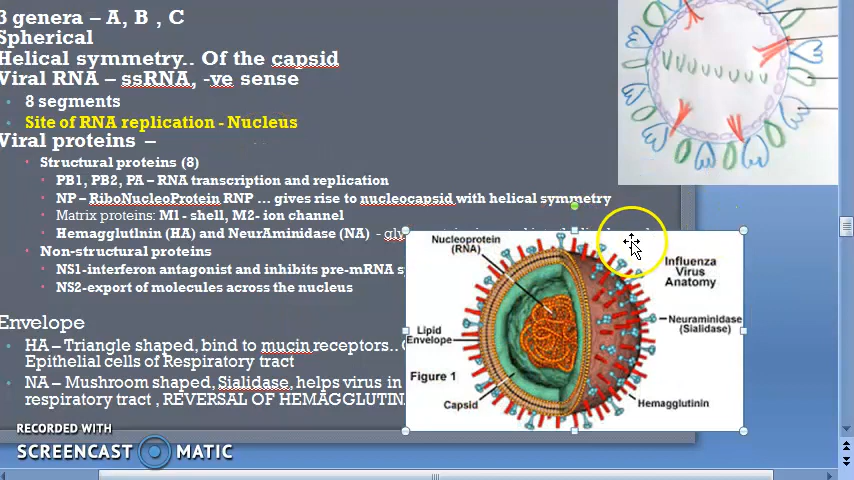 3 genera – A, B , C
Spherical
Helical symmetry.. Of the capsid
Viral RNA – ssRNA, -ve sense
8 segments
Site of RNA replication - Nucleus
Viral proteins –
Structural proteins (8)
PB1, PB2, PA – RNA transcription and replication
NP – RiboNucleoProtein RNP ... gives rise to nucleocapsid with helical symmetry
Matrix proteins: M1 - shell, M2- ion channel
HemagglutInin (HA) and NeurAminidase (NA)
Non-structural proteins
NS1-interferon antagonist and inhibits pre-mRNA
NS2-export of molecules across the nucleus
Envelope
HA – Triangle shaped, bind to mucin receptors..
Epithelial cells of Respiratory tract
NA – Mushroom shaped, Sialidase, helps virus in
respiratory tract , REVERSAL OF
Nucleoprotein
(RNA)
Influenza
Virus
Anatomy
Neuraminidase
(Sialidase)
Lipid
Envelope
Figure 1
Capsid
Hemagglutinin
RECORDED WITH
SCREENCAST MATIC